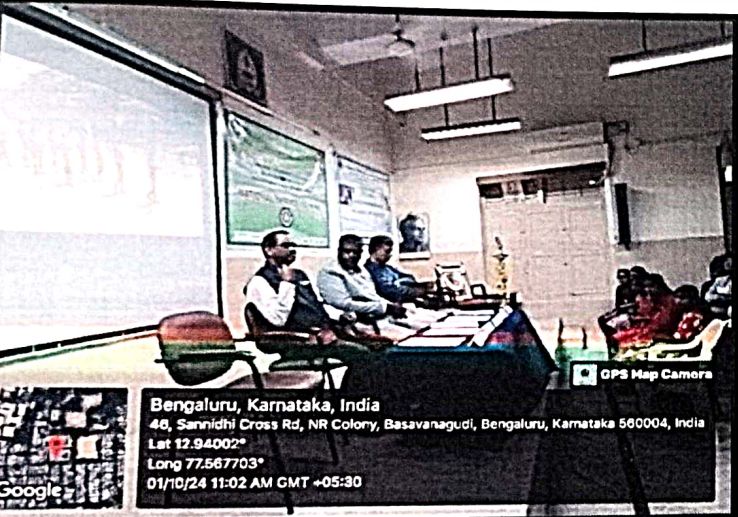 GPS Map Camera
Bengaluru, Karnataka, India
46, Sannidhi Cross Rd, NR Colony, Basavanagudi, Bengaluru, Karnataka 560004, India
Lat 12.94002°
Long 77.567703°
01/10/24 11:02 AM GMT +05:30
Google